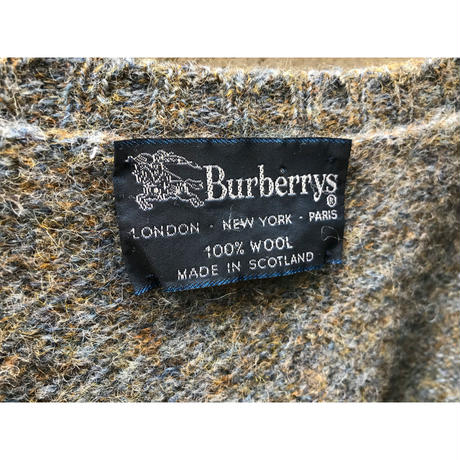 Burberrys®
LONDON - NEW YORK - PARIS
100% WOOL
MADE IN SCOTLAND